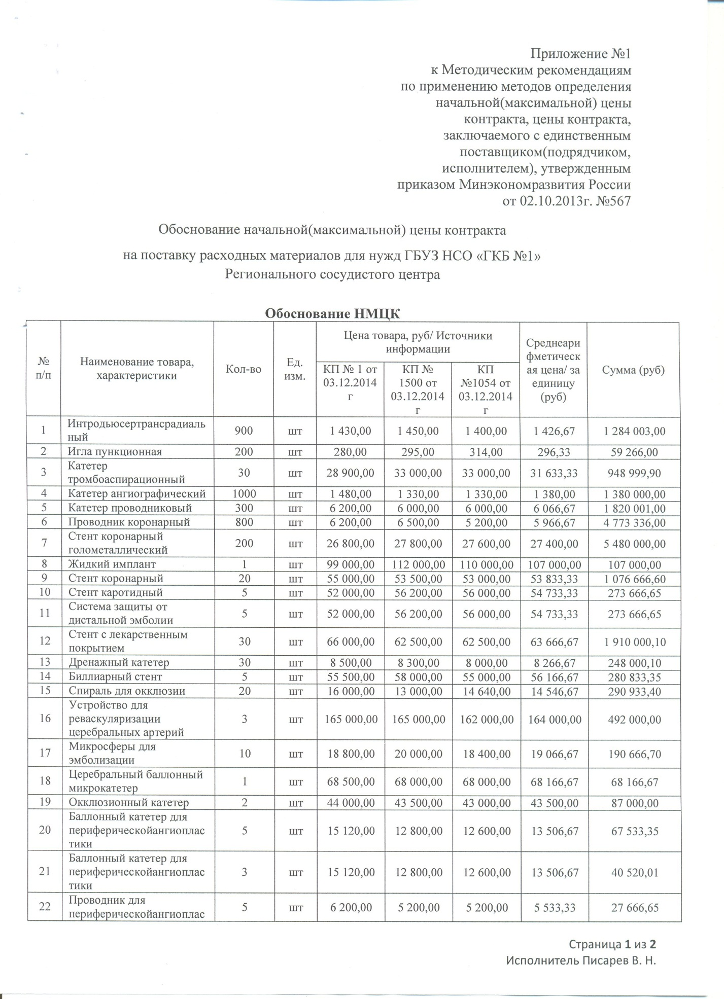 Приложение №1
к Методическим рекомендациям
по применению методов определения
начальной(максимальной) цены
контракта, цены контракта,
заключаемого с единственным
поставщиком(подрядчиком,
исполнителем), утвержденным
приказом Минэкономразвития России
от 02.10.2013г. №567
Обоснование начальной(максимальной) цены контракта
на поставку расходных материалов для нужд ГБУЗ НСО «ГКБ №1»
Регионального сосудистого центра
Обоснование НМЦК
№
п/п
Наименование товара,
характеристики
Кол-во
Ед.
изм.
Цена товара, руб/ Источники
информации
КП № 1 от
03.12.2014
г
КП №
1500 от
03.12.2014
г
КП
№1054 от
03.12.2014
г
Среднеари
фметическ
ая цена/ за
единицу
(руб)
Сумма (руб)
1 Интродьюсертрансрадиаль
ный 900 шт 1 430,00 1 450,00 1 400,00 1 426,67 1 284 003,00
2 Игла пункционная 200 шт 280,00 295,00 314,00 296,33 59 266,00
3 Катетер
тромбоаспирационный 30 шт 28 900,00 33 000,00 33 000,00 31 633,33 948 999,90
4 Катетер ангиографический 1000 шт 1 480,00 1 330,00 1 330,00 1 380,00 1 380 000,00
5 Катетер проводниковый 300 шт 6 200,00 6 000,00 6 000,00 6 066,67 1 820 001,00
6 Проводник коронарный 800 шт 6 200,00 6 500,00 5 200,00 5 966,67 4 773 336,00
7 Стент коронарный
голометаллический 200 шт 26 800,00 27 800,00 27 600,00 27 400,00 5 480 000,00
8 Жидкий имплант 1 шт 99 000,00 112 000,00 110 000,00 107 000,00 107 000,00
9 Стент коронарный 20 шт 55 000,00 53 500,00 53 000,00 53 833,33 1 076 666,60
10 Стент каротидный 5 шт 52 000,00 56 200,00 56 000,00 54 733,33 273 666,65
11 Система защиты от
дистальной эмболии 5 шт 52 000,00 56 200,00 56 000,00 54 733,33 273 666,65
12 Стент с лекарственным
покрытием 30 шт 66 000,00 62 500,00 62 500,00 63 666,67 1 910 000,10
13 Дренажный катетер 30 шт 8 500,00 8 300,00 8 000,00 8 266,67 248 000,10
14 Биллиарный стент 5 шт 55 500,00 58 000,00 55 000,00 56 166,67 280 833,35
15 Спираль для окклюзии 20 шт 16 000,00 13 000,00 14 640,00 14 546,67 290 933,40
16 Устройство для
реваскуляризации
церебральных артерий 3 шт 165 000,00 165 000,00 162 000,00 164 000,00 492 000,00
17 Микросферы для
эмболизации 10 шт 18 800,00 20 000,00 18 400,00 19 066,67 190 666,70
18 Церебральный баллонный
микрокатетер 1 шт 68 500,00 68 000,00 68 000,00 68 166,67 68 166,67
19 Окклюзионный катетер 2 шт 44 000,00 43 500,00 43 000,00 43 500,00 87 000,00
20 Баллонный катетер для
периферическойангиоплас
тики 5 шт 15 120,00 12 800,00 12 600,00 13 506,67 67 533,35
21 Баллонный катетер для
периферическойангиоплас
тики 3 шт 15 120,00 12 800,00 12 600,00 13 506,67 40 520,01
22 Проводник для
периферическойангиоплас 5 шт 6 200,00 5 200,00 5 200,00 5 533,33 27 666,65
Страница 1 из 2
Исполнитель Писарев В. Н.